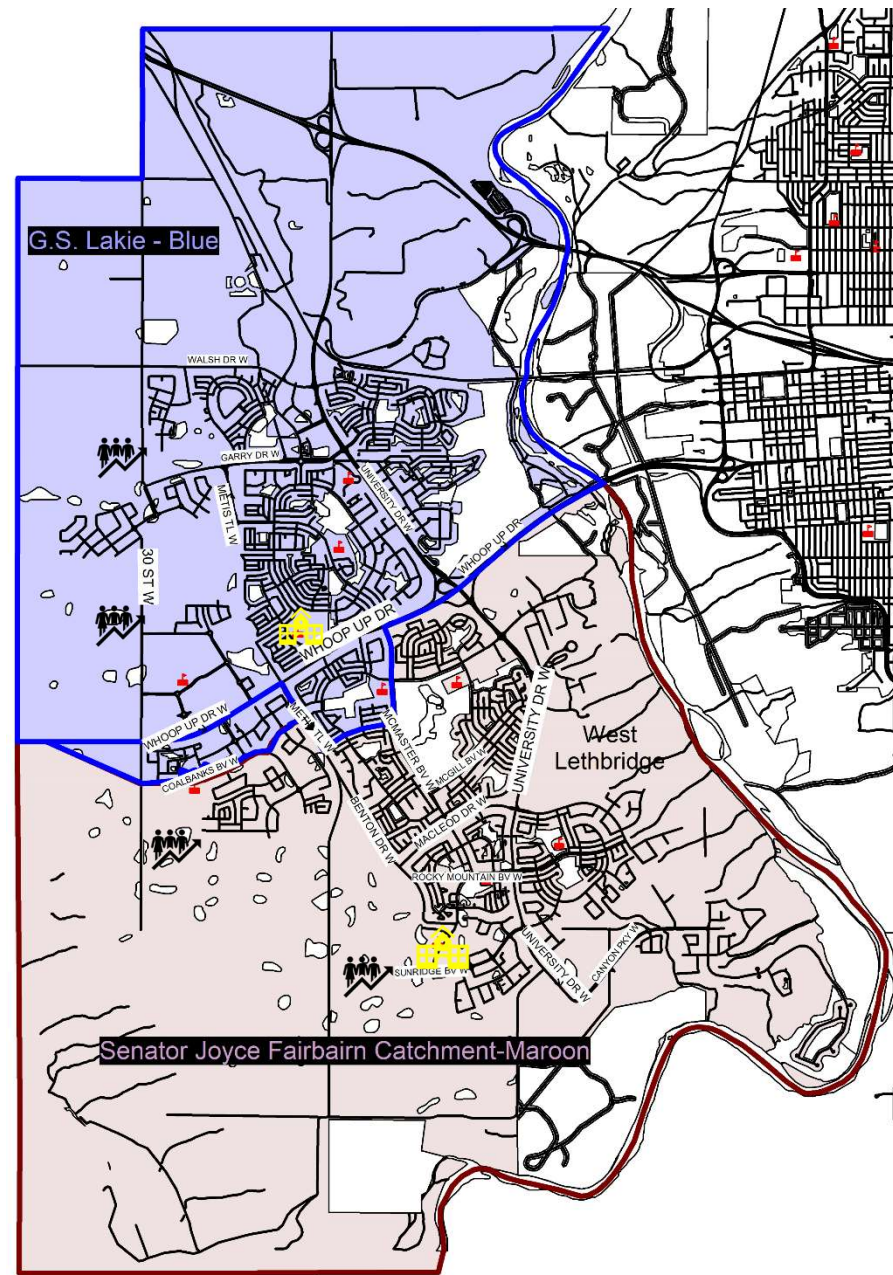 G.S. Lakie - Blue
WALSH DR W
GARRY DR W
METIS TL W
UNIVERSITY DR W
30 ST W
WHOOP UP DR
WHOOP UP DR
WHOOP UP DR W
METIS TL W
COALBANKS BV W
MCMASTER BV W
MCGILL BV W
UNIVERSITY DR W
West
Lethbridge
BENTON DR W
MACLEOD DR W
ROCKY MOUNTAIN BV W
UNIVERSITY DR W
CANYON PKY W
SUNRIDGE BV W
Senator Joyce Fairbairn Catchment-Maroon